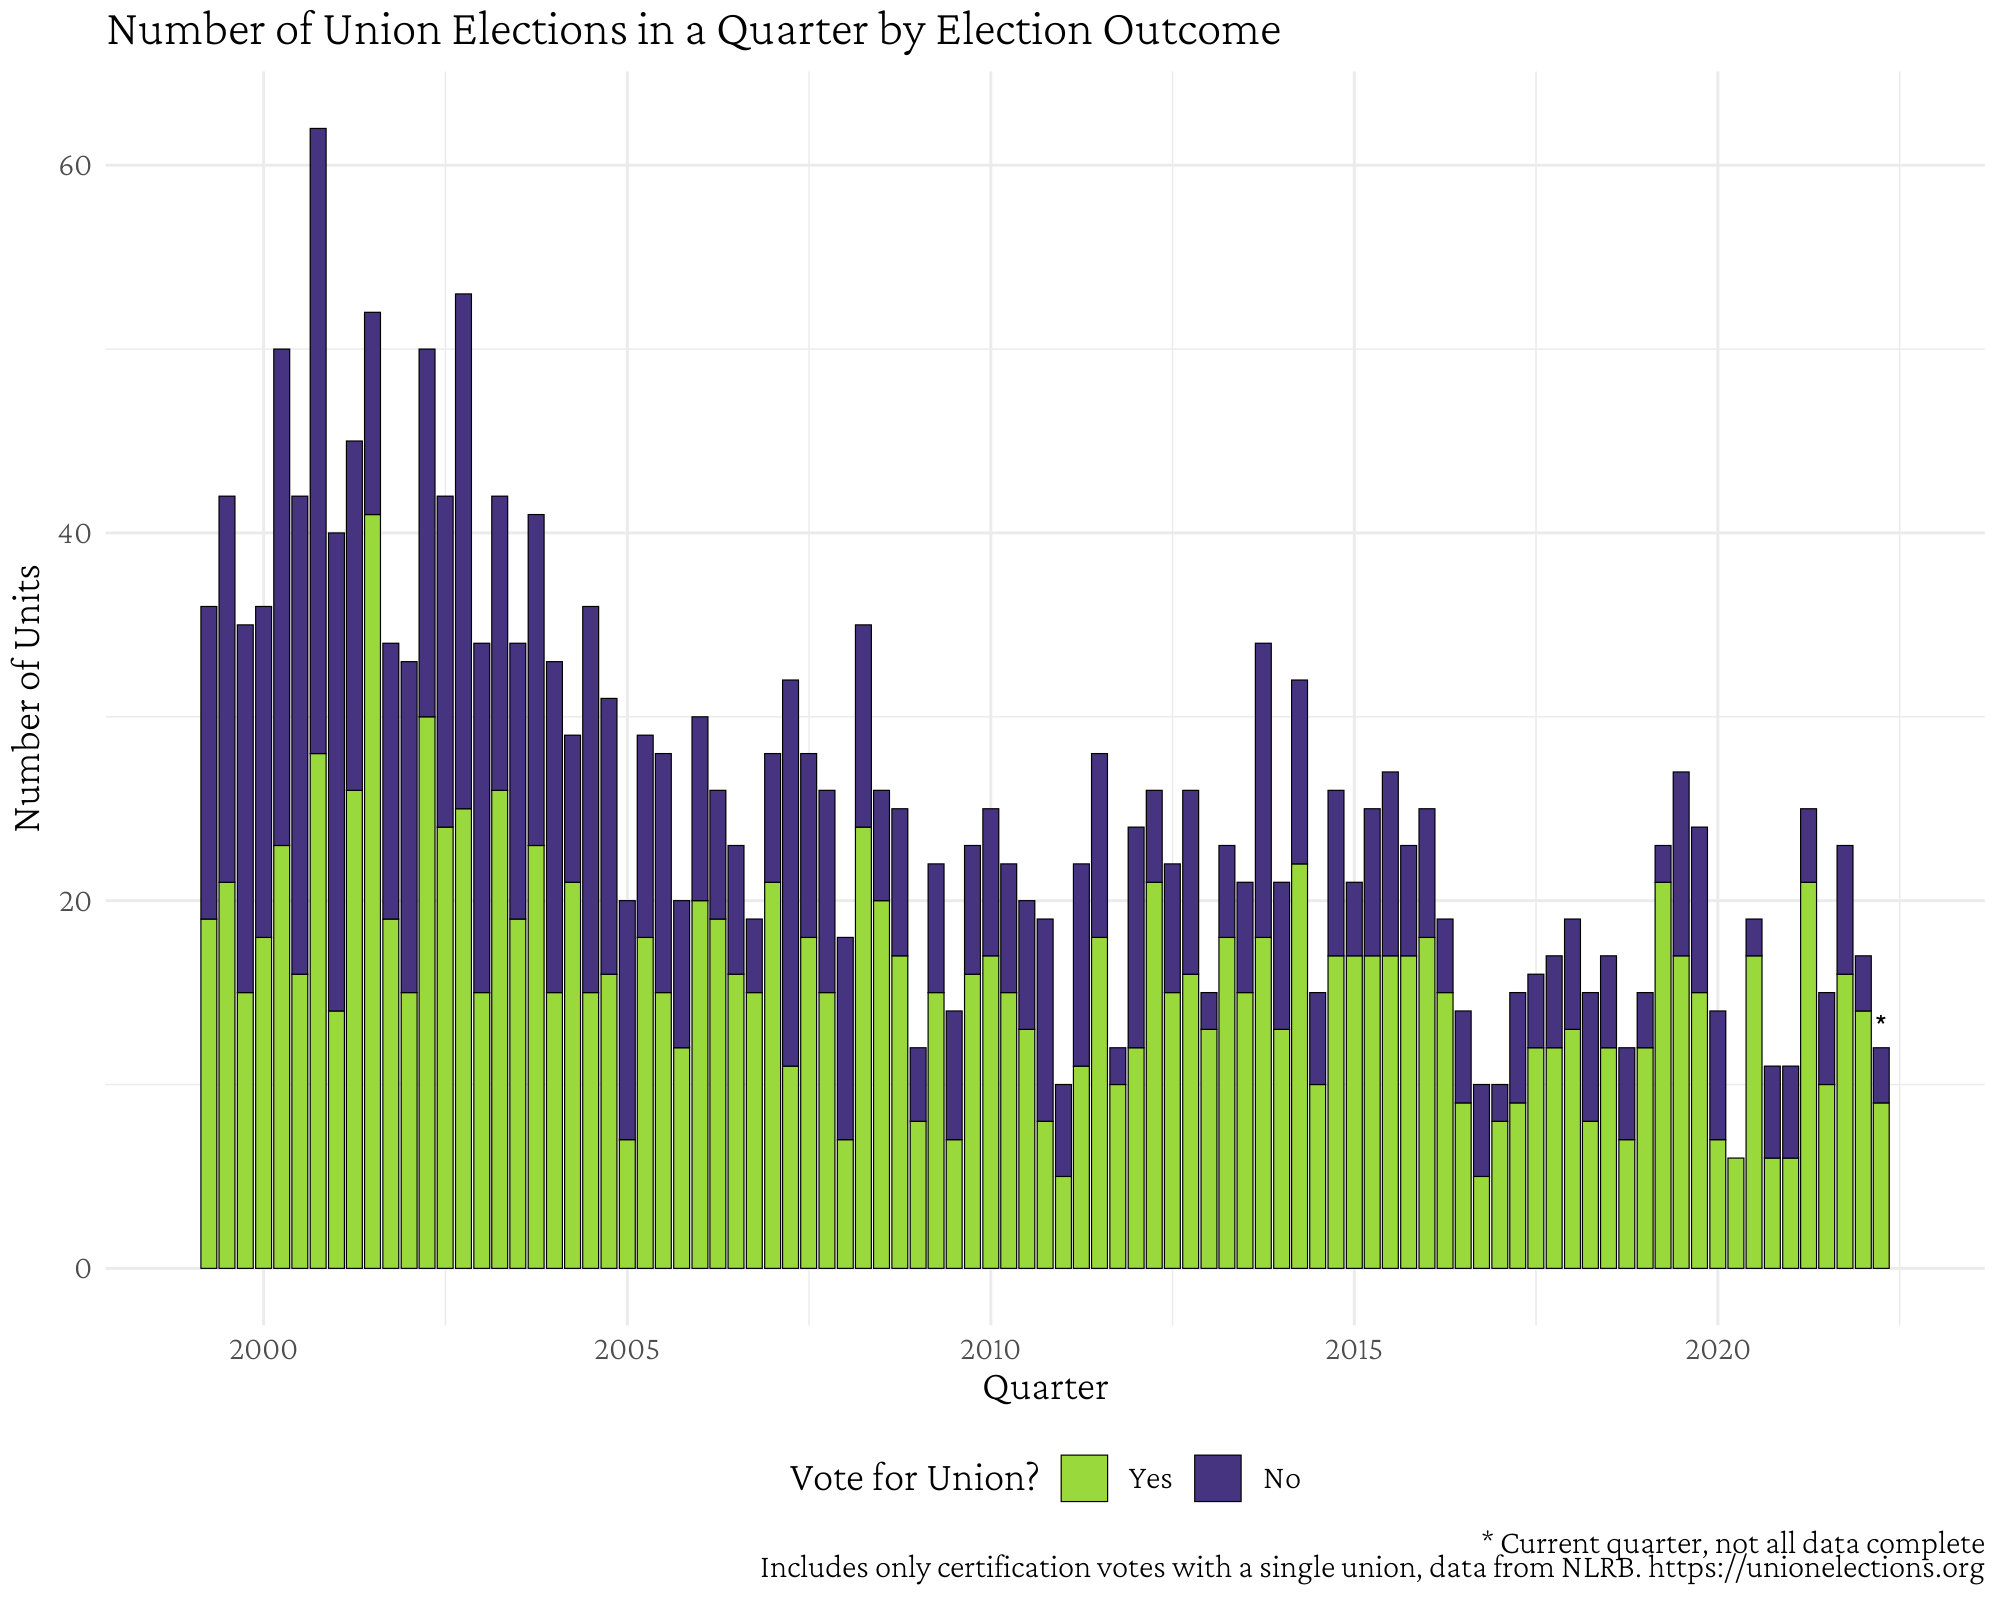 Number of Union Elections in a Quarter by Election Outcome
60
40
20
0
Number of Units
*
2000 2005 2010 2015 2020
Quarter
Vote for Union? Yes No
* Current quarter, not all data complete
Includes only certification votes with a single union, data from NLRB. https://unionelections.org